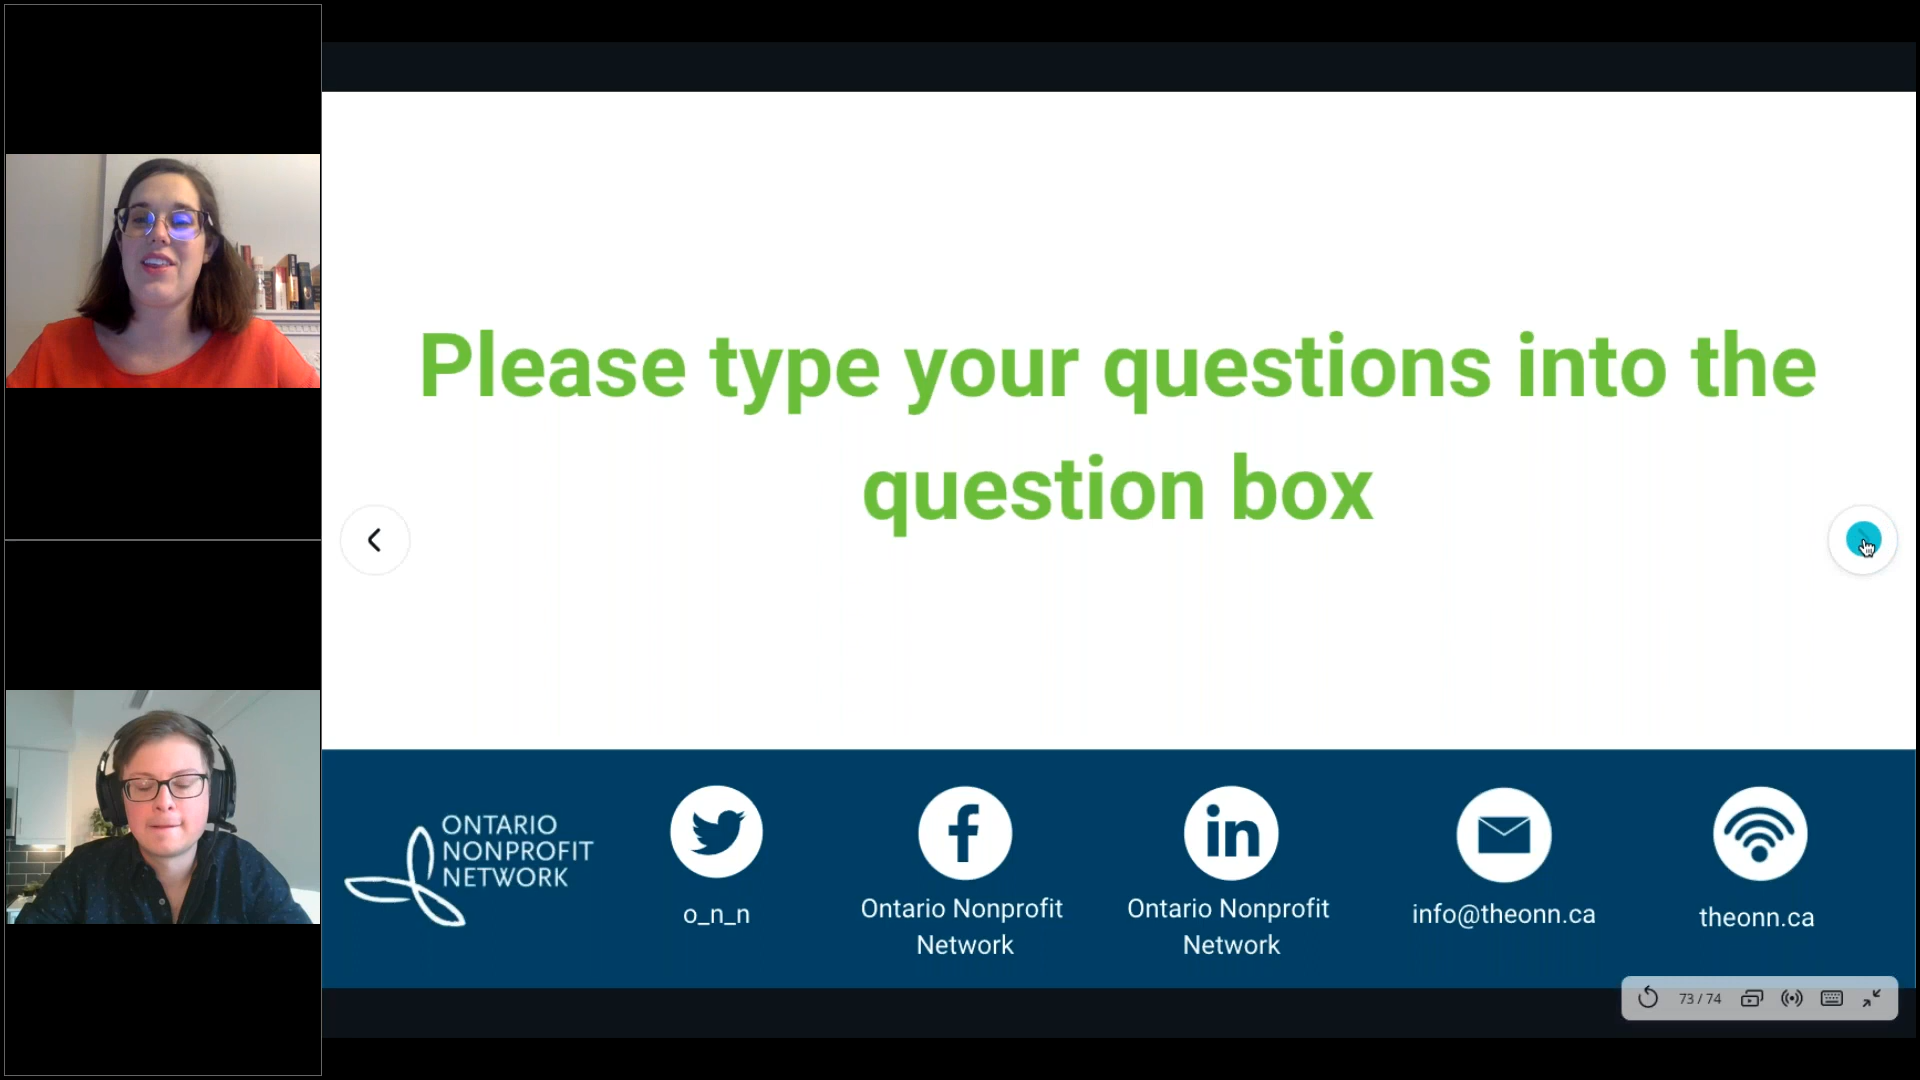 Please type your questions into the
question box
ONTARIO
NONPROFIT
NETWORK
o_n_n
Ontario Nonprofit
Network
Ontario Nonprofit
Network
info@theonn.ca
theonn.ca
73 / 74